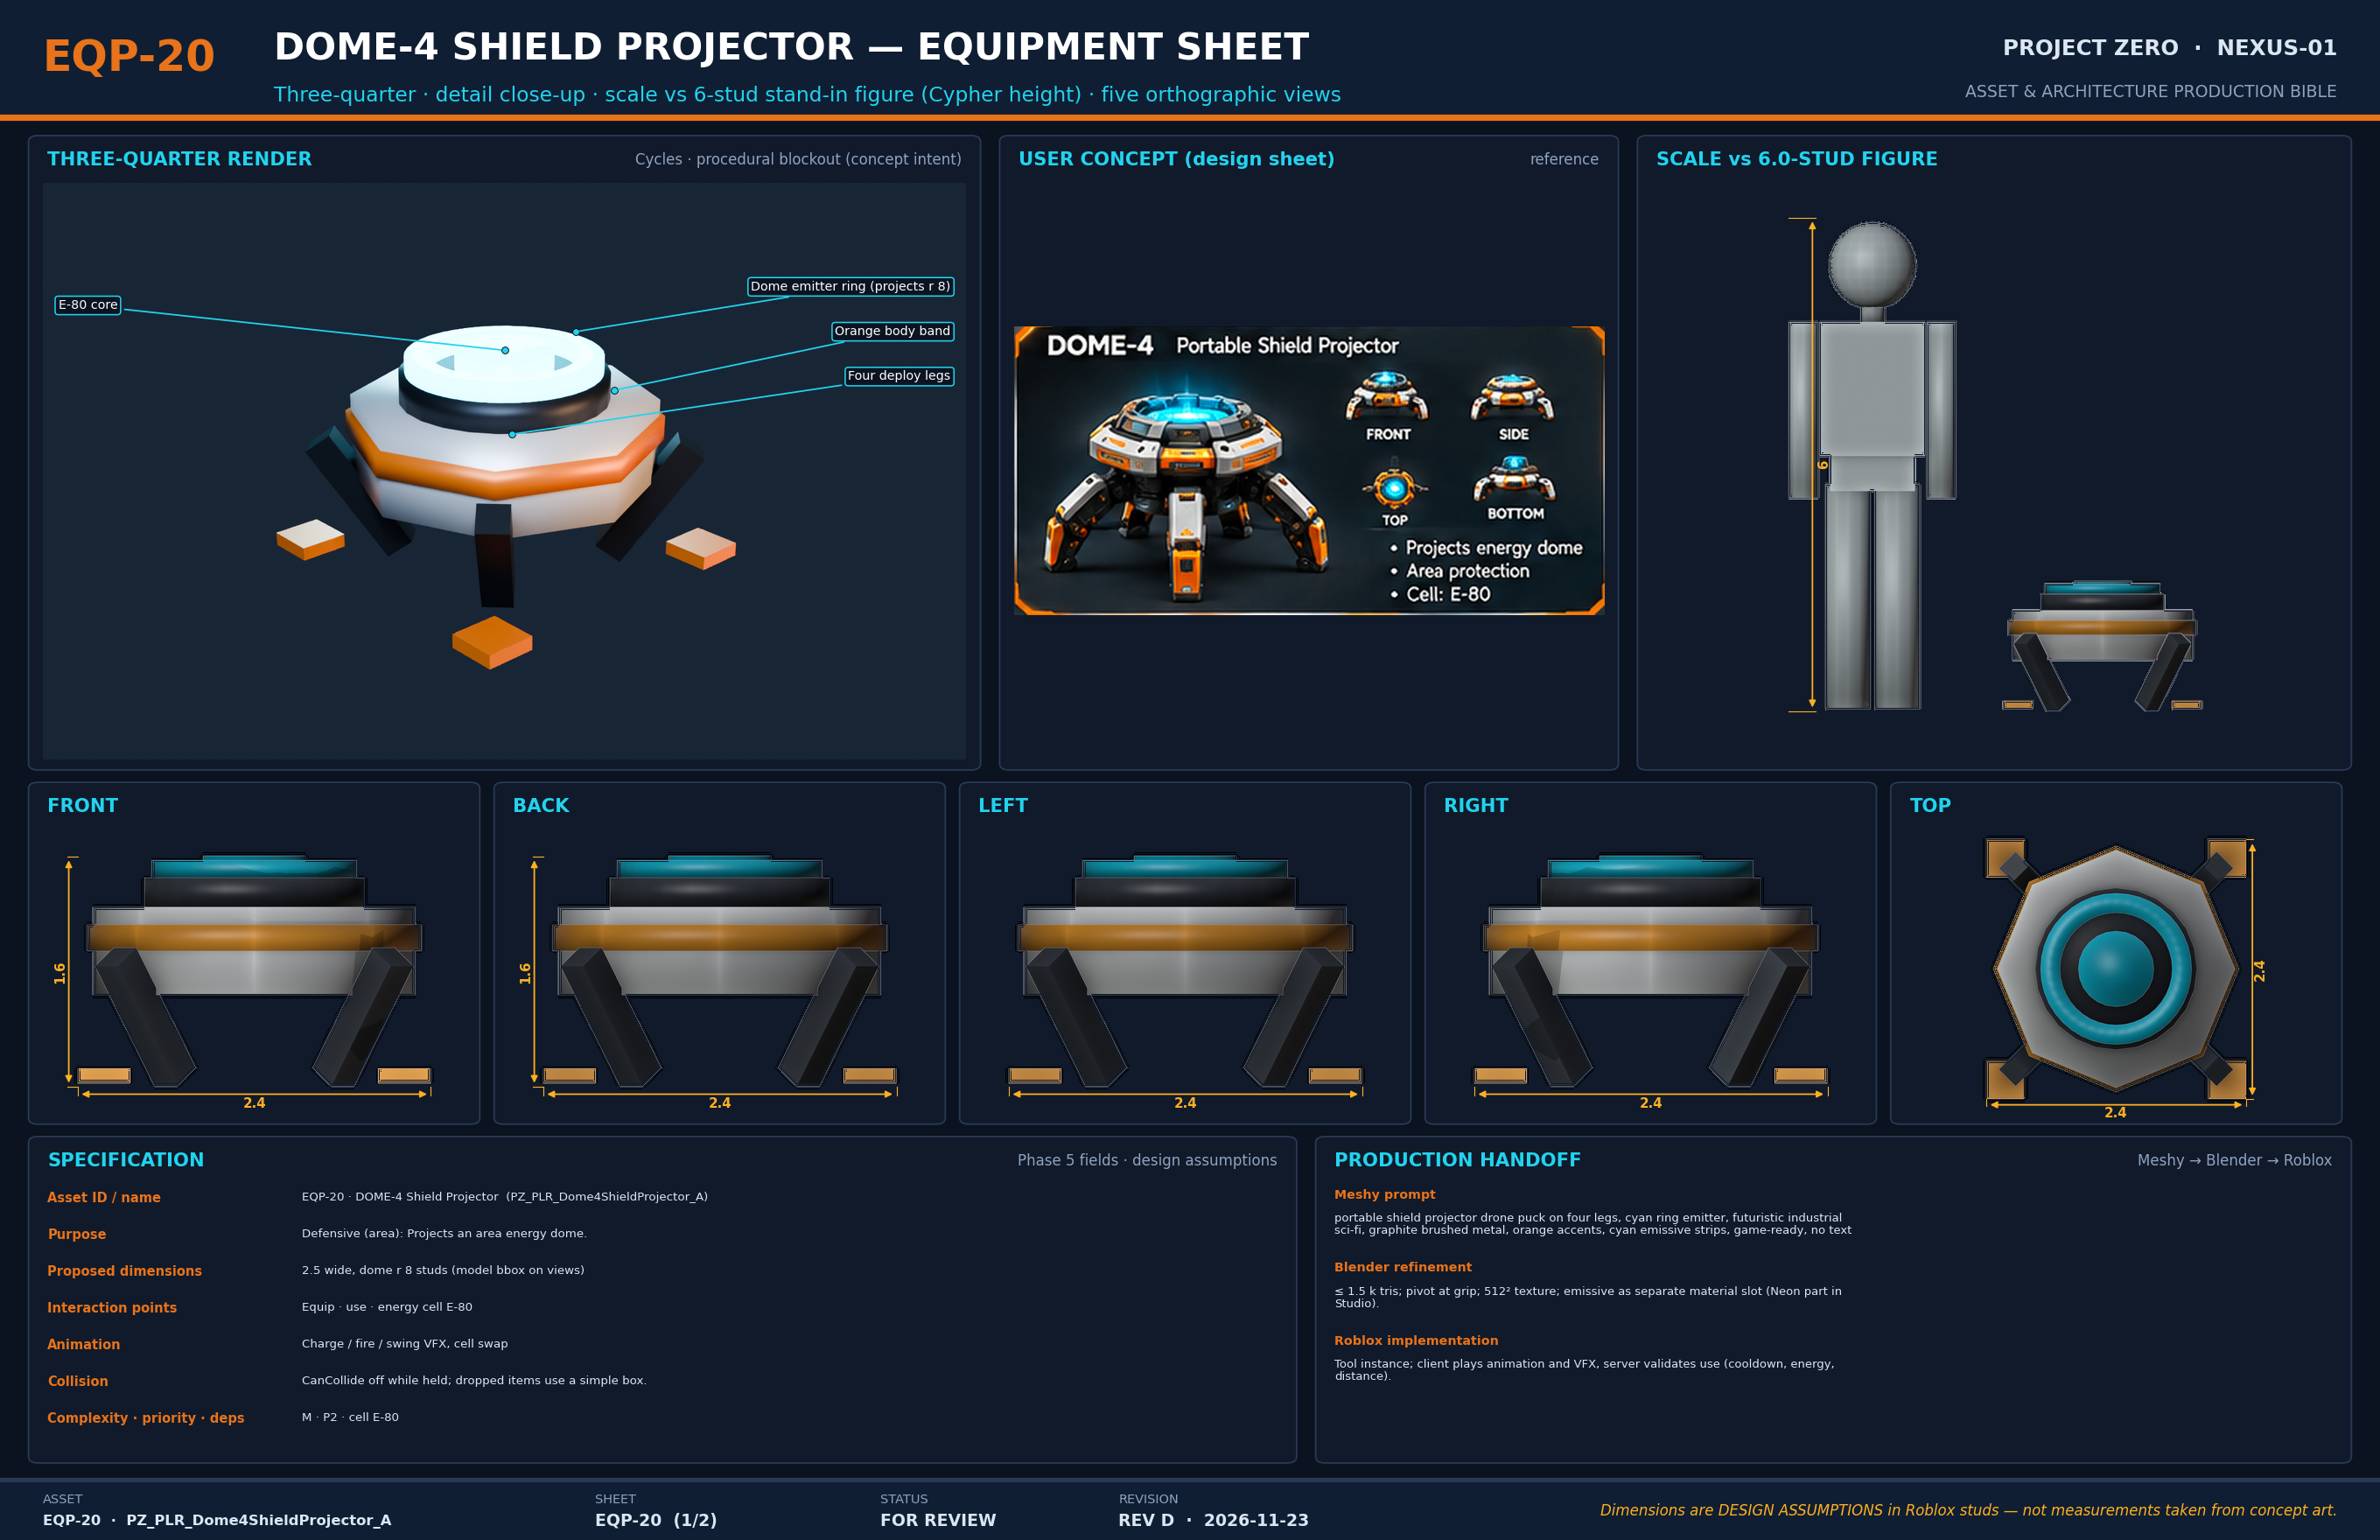 EQP-20
DOME-4 SHIELD PROJECTOR — EQUIPMENT SHEET
Three-quarter · detail close-up · scale vs 6-stud stand-in figure (Cypher height) · five orthographic views
PROJECT ZERO · NEXUS-01
ASSET & ARCHITECTURE PRODUCTION BIBLE
THREE-QUARTER RENDER
Cycles · procedural blockout (concept intent)
E-80 core
Dome emitter ring (projects r 8)
Orange body band
Four deploy legs
USER CONCEPT (design sheet)
reference
DOME-4 Portable Shield Projector
FRONT
SIDE
TOP
BOTTOM
• Projects energy dome
• Area protection
• Cell: E-80
SCALE vs 6.0-STUD FIGURE
6
FRONT
1.6
2.4
BACK
1.6
2.4
LEFT
2.4
RIGHT
2.4
TOP
2.4
2.4
SPECIFICATION
Phase 5 fields · design assumptions
Asset ID / name
EQP-20 · DOME-4 Shield Projector (PZ_PLR_Dome4ShieldProjector_A)
Purpose
Defensive (area): Projects an area energy dome.
Proposed dimensions
2.5 wide, dome r 8 studs (model bbox on views)
Interaction points
Equip · use · energy cell E-80
Animation
Charge / fire / swing VFX, cell swap
Collision
CanCollide off while held; dropped items use a simple box.
Complexity · priority · deps
M · P2 · cell E-80
PRODUCTION HANDOFF
Meshy → Blender → Roblox
Meshy prompt
portable shield projector drone puck on four legs, cyan ring emitter, futuristic industrial
sci-fi, graphite brushed metal, orange accents, cyan emissive strips, game-ready, no text
Blender refinement
≤ 1.5 k tris; pivot at grip; 512² texture; emissive as separate material slot (Neon part in
Studio).
Roblox implementation
Tool instance; client plays animation and VFX, server validates use (cooldown, energy,
distance).
ASSET
EQP-20 · PZ_PLR_Dome4ShieldProjector_A
SHEET
EQP-20 (1/2)
STATUS
FOR REVIEW
REVISION
REV D · 2026-11-23
Dimensions are DESIGN ASSUMPTIONS in Roblox studs — not measurements taken from concept art.